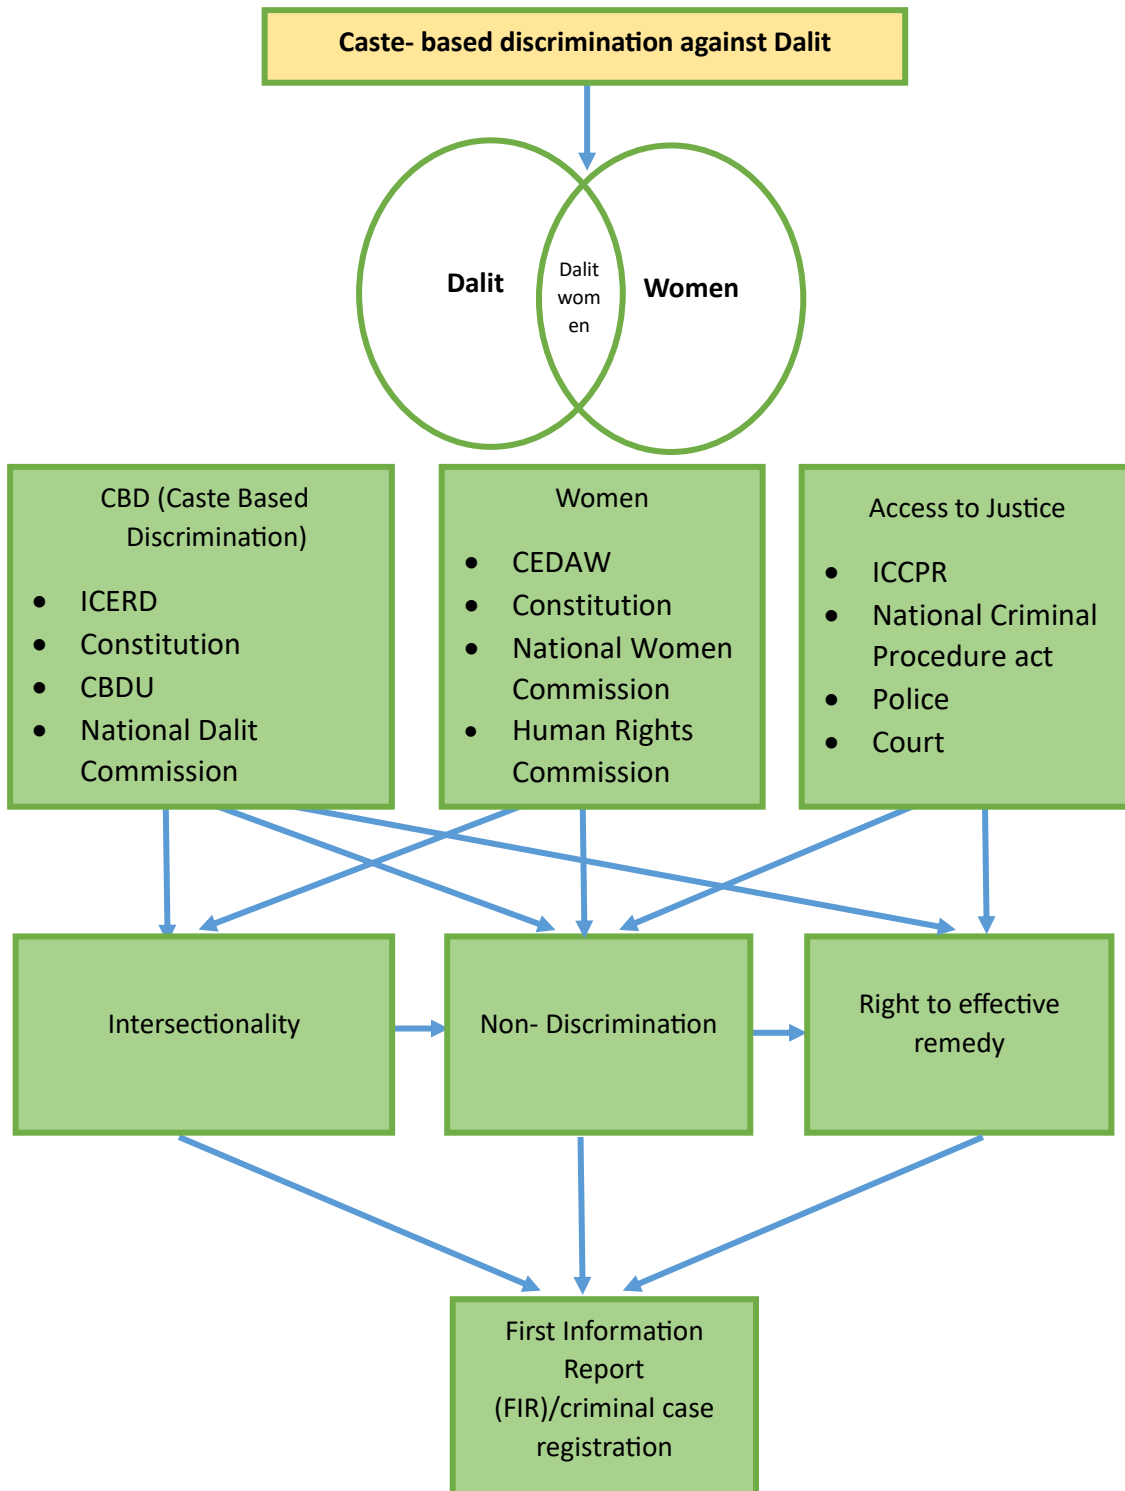 Caste- based discrimination against Dalit
Dalit
Dalit
wom
en
Women
CBD (Caste Based
Discrimination)
• ICERD
• Constitution
• CBDU
• National Dalit
Commission
Women
• CEDAW
• Constitution
• National Women
Commission
• Human Rights
Commission
Access to Justice
• ICCPR
• National Criminal
Procedure act
• Police
• Court
Intersectionality
Non- Discrimination
Right to effective
remedy
First Information
Report
(FIR)/criminal case
registration